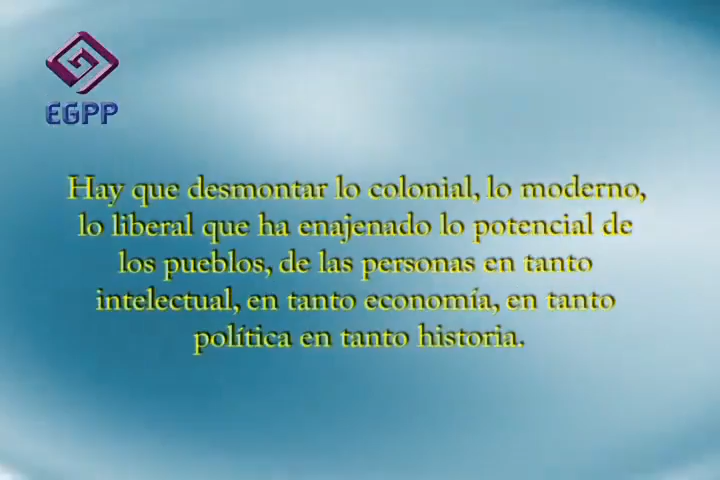 EGPP
Hay que desmontar lo colonial, lo moderno,
lo liberal que ha enajenado lo potencial de
los pueblos, de las personas en tanto
intelectual, en tanto economía, en tanto
política en tanto historia.